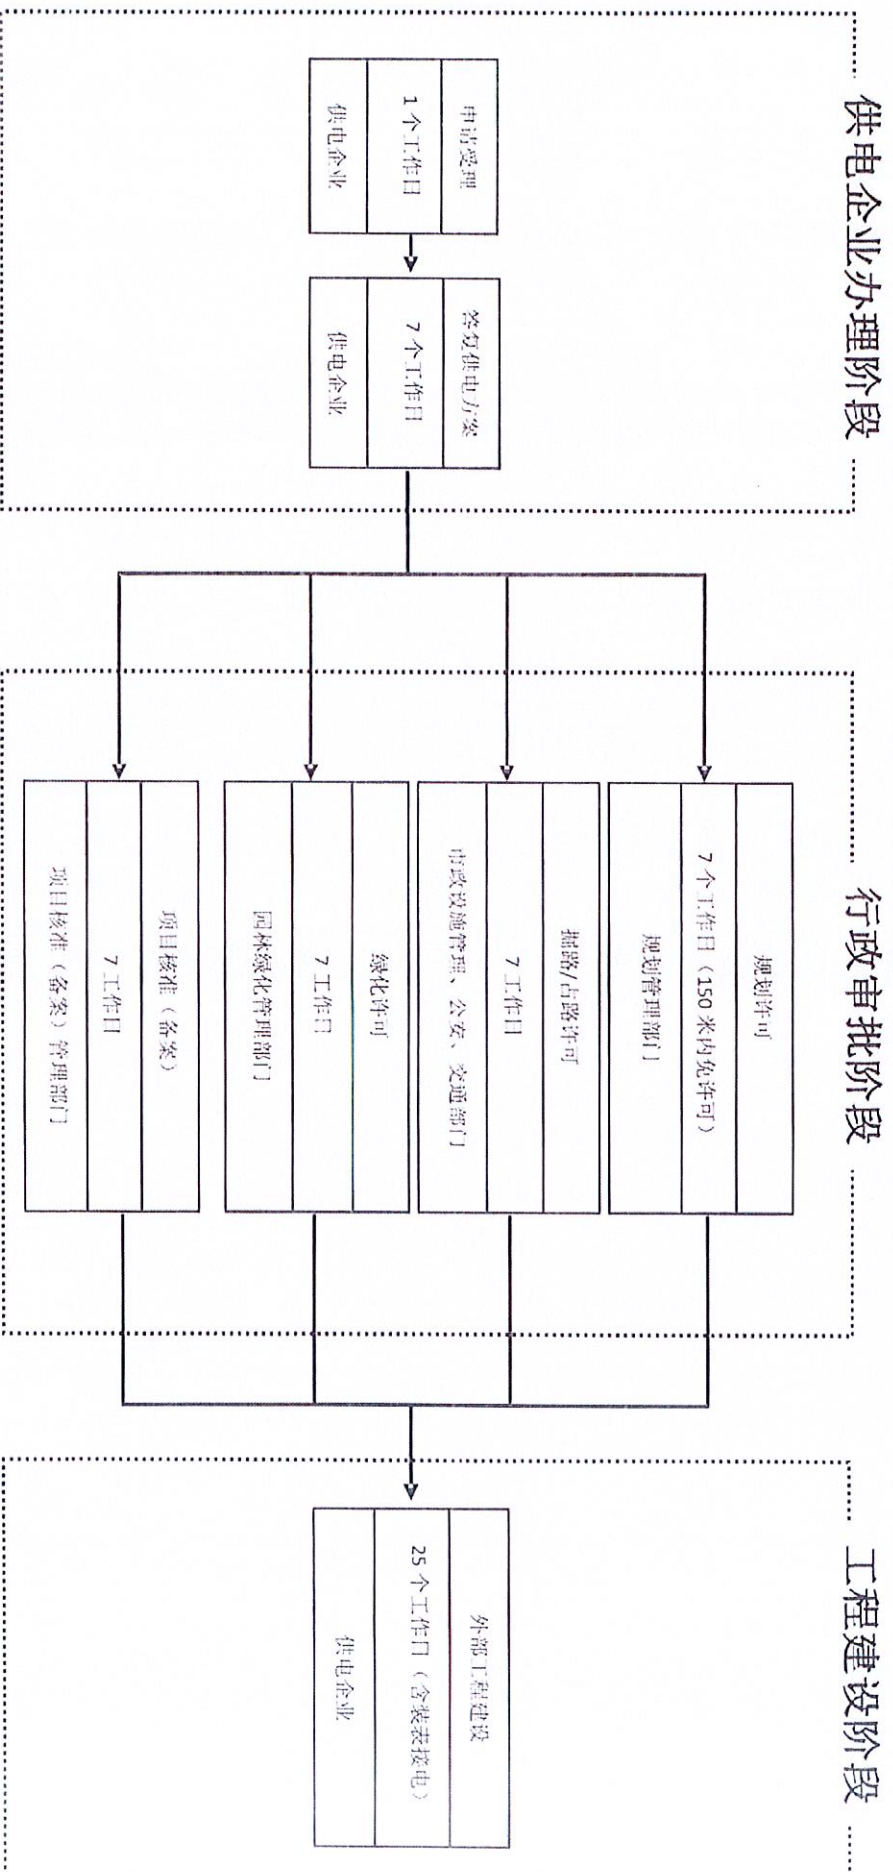 供电企业办理阶段
申请受理
1 个工作日
供电企业
答复供电方案
7 个工作日
供电企业
行政审批阶段
规划许可
7 个工作日（150 米内免许可）
规划管理部门
掘路/占路许可
7 工作日
市政设施管理、公安、交通部门
绿化许可
7 工作日
园林绿化管理部门
项目核准（备案）
7 工作日
项目核准（备案）管理部门
工程建设阶段
外部工程建设
25 个工作日（含装表接电）
供电企业